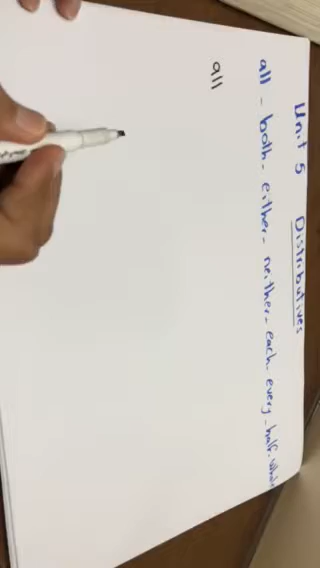 Unit 5 Distributives
all - both - either - neither - each - every - half - whole
all